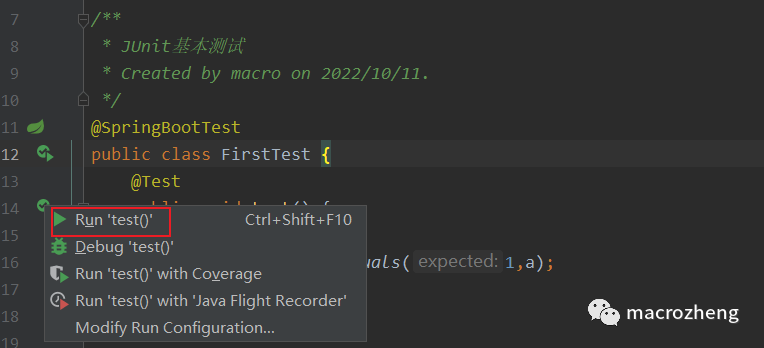 7 /**
8 * JUnit基本测试
9 * Created by macro on 2022/10/11.
10 */
11 @SpringBootTest
12 public class FirstTest {
13 @Test
14
Run 'test()' Ctrl+Shift+F10
15
Debug 'test()'
16 uals( expected: 1,a);
Run 'test()' with Coverage
17
Run 'test()' with 'Java Flight Recorder'
18
Modify Run Configuration...
19
macrozheng